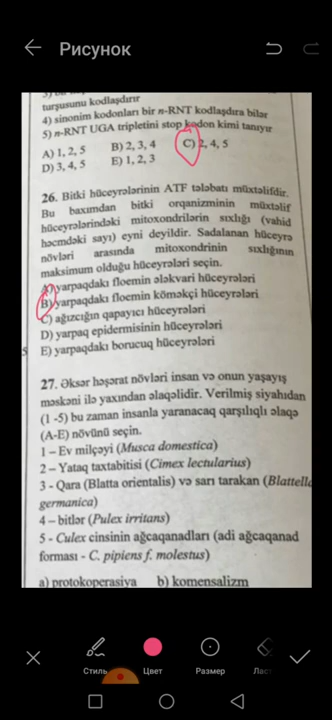 Рисунок
turşusunu kodlaşdırır
4) sinonim kodonları bir n-RNT kodlaşdıra bilər
5) n-RNT UGA tripletini stop kodon kimi tanıyır
A) 1, 2, 5 B) 2, 3, 4 C) 2, 4, 5
D) 3, 4, 5 E) 1, 2, 3
26. Bitki hüceyrələrinin ATF tələbatı müxtəlifdir.
Bu baxımdan bitki orqanizminin müxtəlif
hüceyrələrindəki mitoxondrilərin sıxlığı (vahid
həcmdəki sayı) eyni deyildir. Sadalanan hüceyrə
növləri arasında mitoxondrinin sıxlığının
maksimum olduğu hüceyrələri seçin.
A) yarpaqdakı floemin ələkvari hüceyrələri
B) yarpaqdakı floemin köməkçi hüceyrələri
C) ağızcığın qapayıcı hüceyrələri
D) yarpaq epidermisinin hüceyrələri
5 E) yarpaqdakı borucuq hüceyrələri
27. Əksər həşərat növləri insan və onun yaşayış
məskəni ilə yaxından əlaqəlidir. Verilmiş siyahıdan
(1 -5) bu zaman insanla yaranacaq qarşılıqlı əlaqə
(A-E) növünü seçin.
1 – Ev milçəyi (Musca domestica)
2 – Yataq taxtabitisi (Cimex lectularius)
3 - Qara (Blatta orientalis) və sarı tarakan (Blattella
germanica)
4 – bitlər (Pulex irritans)
5 - Culex cinsinin ağcaqanadları (adi ağcaqanad
forması - C. pipiens f. molestus)
a) protokoperasiya b) komensalizm
Стиль Цвет Размер Ласт